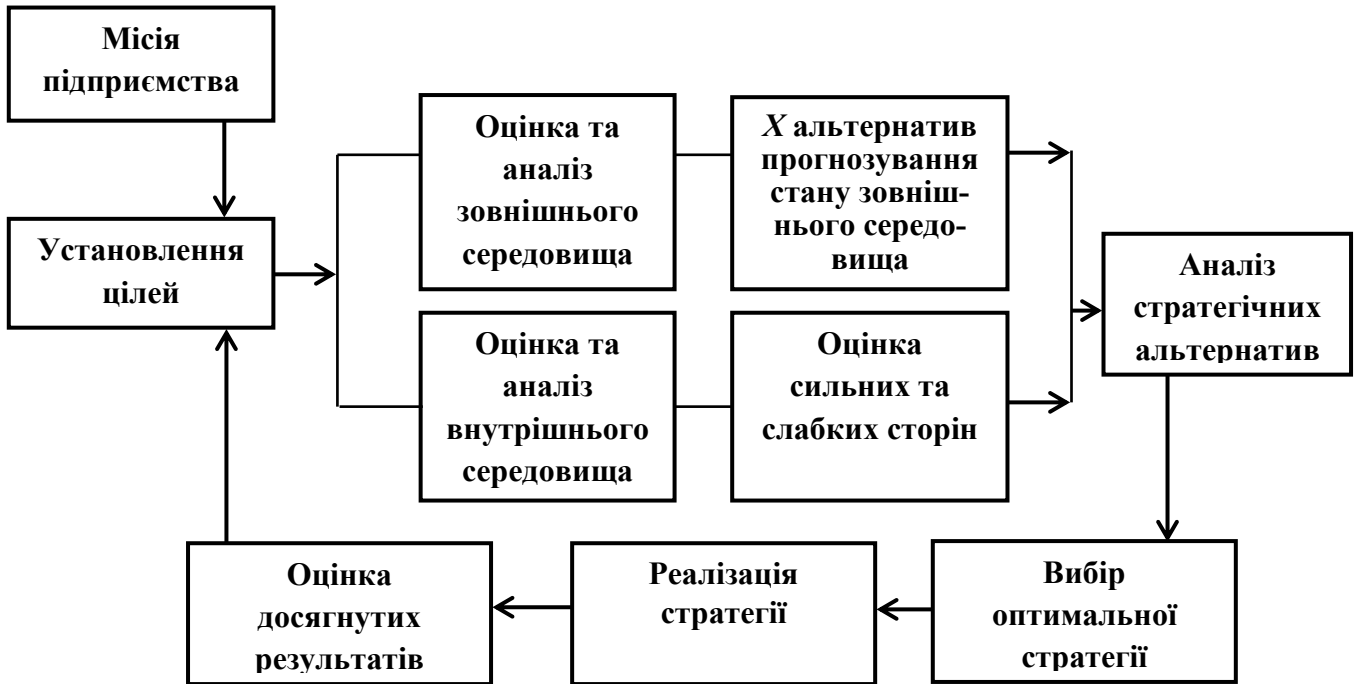 Місія
підприємства
Установлення
цілей
Оцінка та
аналіз
зовнішнього
середовища
X альтернатив
прогнозування
стану зовніш-
нього середо-
вища
Оцінка та
аналіз
внутрішнього
середовища
Оцінка
сильних та
слабких сторін
Аналіз
стратегічних
альтернатив
Вибір
оптимальної
стратегії
Реалізація
стратегії
Оцінка
досягнутих
результатів